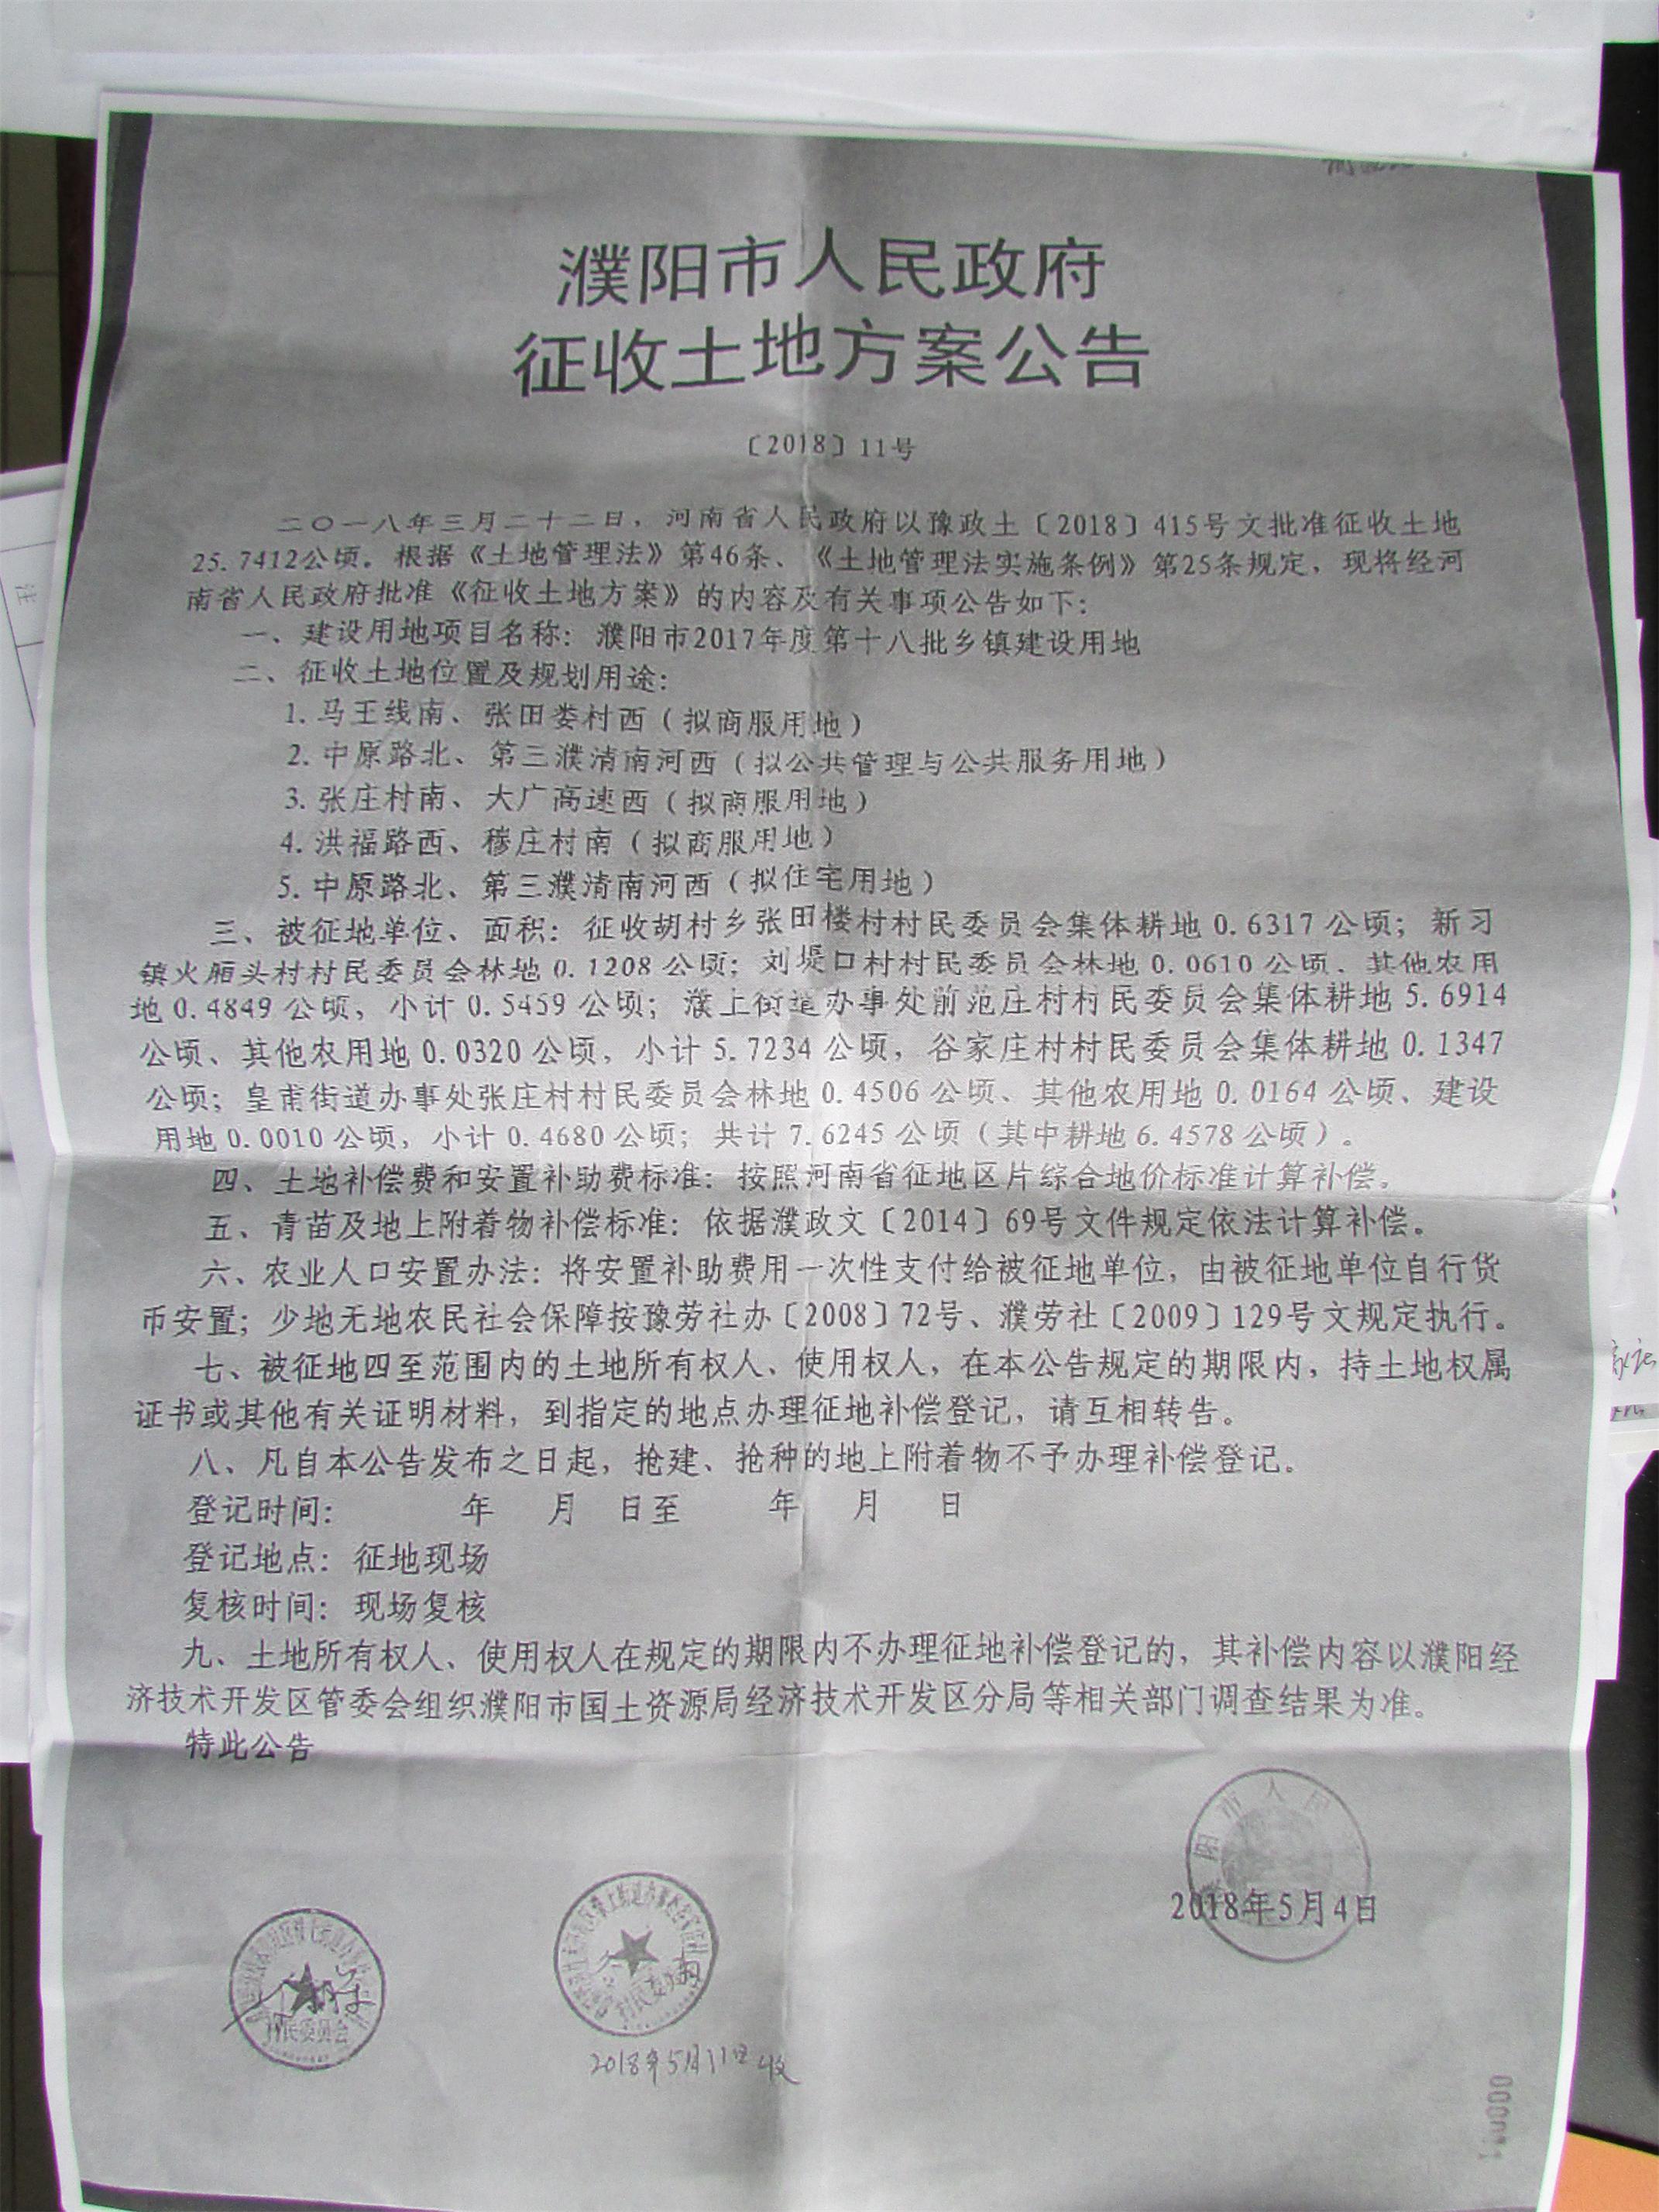 濮阳市人民政府
征收土地方案公告
〔2018〕11号
二〇一八年三月二十二日，河南省人民政府以豫政土〔2018〕415号文批准征收土地
25.7412公顷。根据《土地管理法》第46条、《土地管理法实施条例》第25条规定，现将经河
南省人民政府批准《征收土地方案》的内容及有关事项公告如下：
一、建设用地项目名称：濮阳市2017年度第十八批乡镇建设用地
二、征收土地位置及规划用途：
1.马王线南、张田娄村西（拟商服用地）
2.中原路北、第三濮清南河西（拟公共管理与公共服务用地）
3.张庄村南、大广高速西（拟商服用地）
4.洪福路西、穆庄村南（拟商服用地）
5.中原路北、第三濮清南河西（拟住宅用地）
三、被征地单位、面积：征收胡村乡张田楼村村民委员会集体耕地0.6317公顷；新习
镇火厢头村村民委员会林地0.1208公顷；刘堤口村村民委员会林地0.0610公顷、其他农用
地0.4849公顷，小计0.5459公顷；濮上街道办事处前范庄村村民委员会集体耕地5.6914
公顷、其他农用地0.0320公顷，小计5.7234公顷，谷家庄村村民委员会集体耕地0.1347
公顷；皇甫街道办事处张庄村村民委员会林地0.4506公顷、其他农用地0.0164公顷、建设
用地0.0010公顷，小计0.4680公顷；共计7.6245公顷（其中耕地6.4578公顷）。
四、土地补偿费和安置补助费标准：按照河南省征地区片综合地价标准计算补偿。
五、青苗及地上附着物补偿标准：依据濮政文〔2014〕69号文件规定依法计算补偿。
六、农业人口安置办法：将安置补助费用一次性支付给被征地单位，由被征地单位自行货
币安置；少地无地农民社会保障按豫劳社办〔2008〕72号、濮劳社〔2009〕129号文规定执行。
七、被征地四至范围内的土地所有权人、使用权人，在本公告规定的期限内，持土地权属
证书或其他有关证明材料，到指定的地点办理征地补偿登记，请互相转告。
八、凡自本公告发布之日起，抢建、抢种的地上附着物不予办理补偿登记。
登记时间： 年 月 日至 年 月 日
登记地点：征地现场
复核时间：现场复核
九、土地所有权人、使用权人在规定的期限内不办理征地补偿登记的，其补偿内容以濮阳经
济技术开发区管委会组织濮阳市国土资源局经济技术开发区分局等相关部门调查结果为准。
特此公告
阳市人民
2018年5月4日
村民委员会
村民委
2018年5月11日收
000011
注